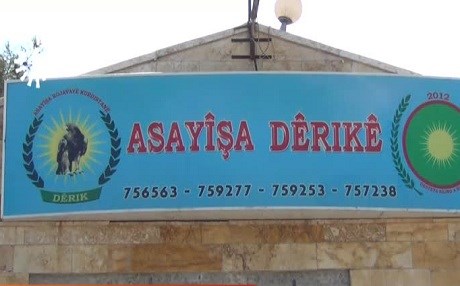 ASAYÎŞA DÊRIKÊ
756563 - 759277 - 759253 - 757238
DÊRIK
2012